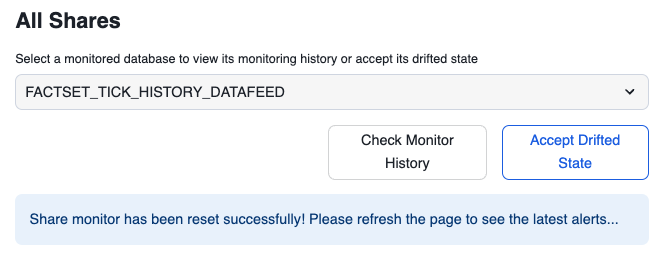 All Shares
Select a monitored database to view its monitoring history or accept its drifted state
FACTSET_TICK_HISTORY_DATAFEED
Check Monitor
History
Accept Drifted
State
Share monitor has been reset successfully! Please refresh the page to see the latest alerts...